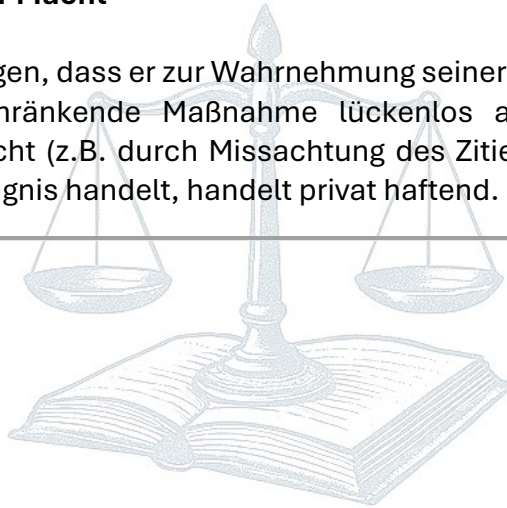 gen, dass er zur Wahrnehmung seiner
hränkende Maßnahme lückenlos a
cht (z.B. durch Missachtung des Zitie
gnis handelt, handelt privat haftend.